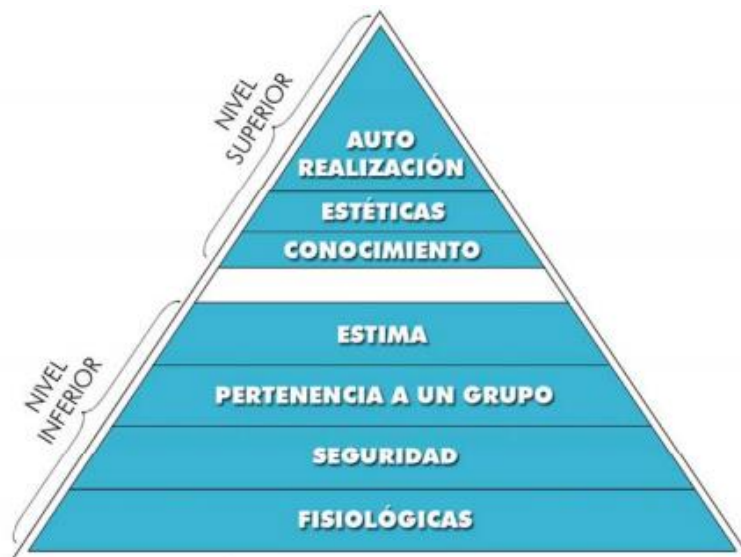 NIVEL
SUPERIOR
AUTO
REALIZACIÓN
ESTÉTICAS
CONOCIMIENTO
NIVEL
INFERIOR
ESTIMA
PERTENENCIA A UN GRUPO
SEGURIDAD
FISIOLÓGICAS